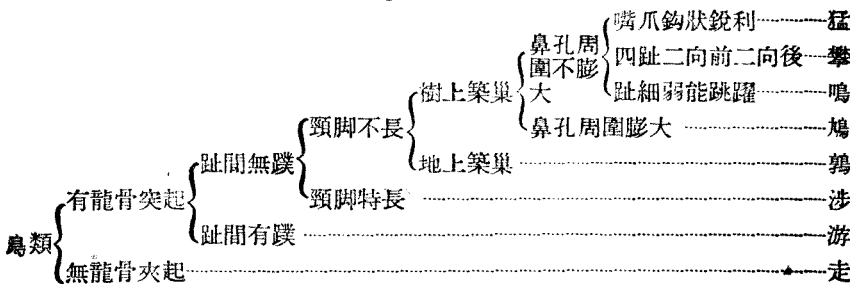 嘴爪鈎狀銳利 猛
鼻孔周 四趾二向前二向後 攀
圍不膨
大 趾細弱能跳躍 鳴
樹上築巢
鼻孔周圍膨大 鳩
頸脚不長
地上築巢 鶉
趾間無蹼
頸脚特長 涉
有龍骨突起
趾間有蹼 游
鳥類
無龍骨夾起 走